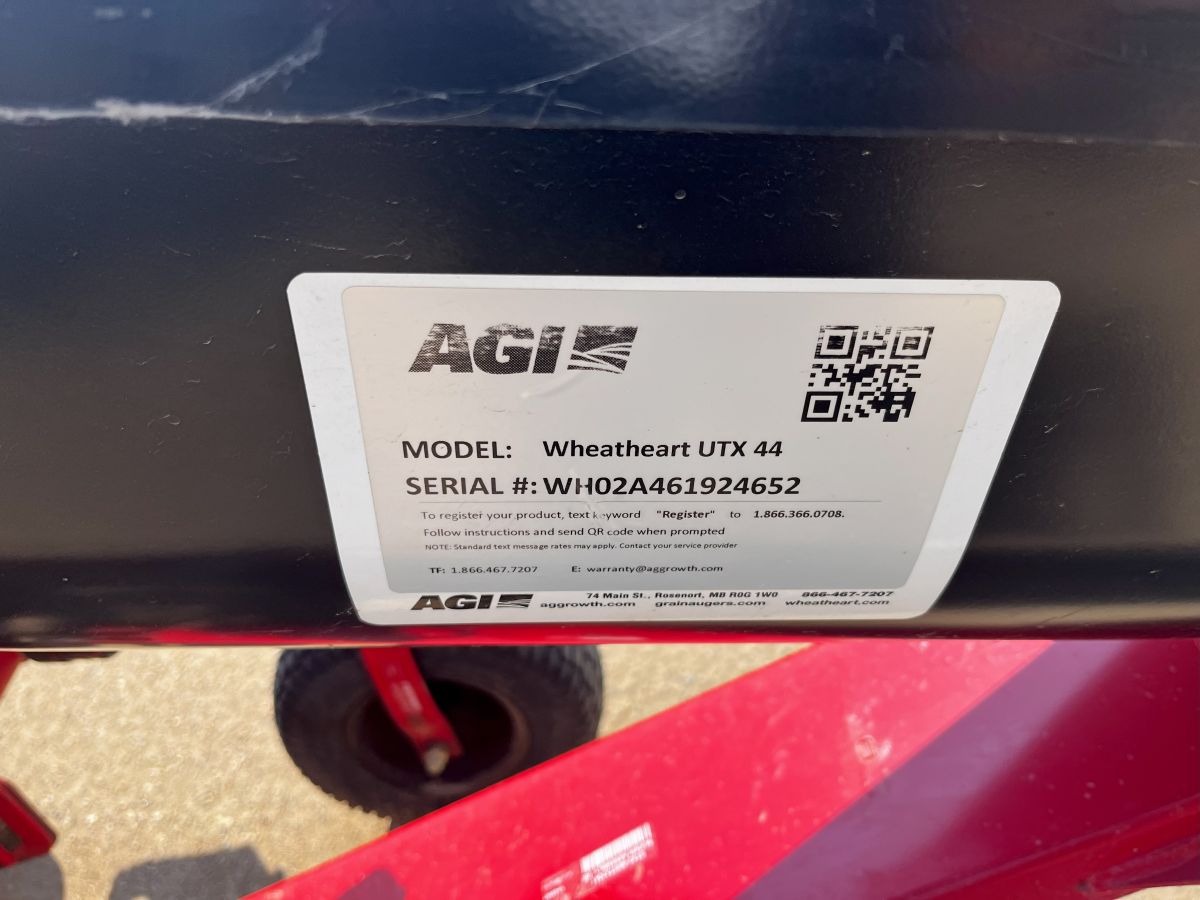 AGI
MODEL: Wheatheart UTX 44
SERIAL #: WH02A461924652
To register your product, text keyword "Register" to 1.866.366.0708.
Follow instructions and send QR code when prompted
NOTE: Standard text message rates may apply. Contact your service provider
TF: 1.866.467.7207 E: warranty@aggrowth.com
AGI 74 Main St., Rosenort, MB R0G 1W0 866-467-7207
aggrowth.com grainaugers.com wheatheart.com